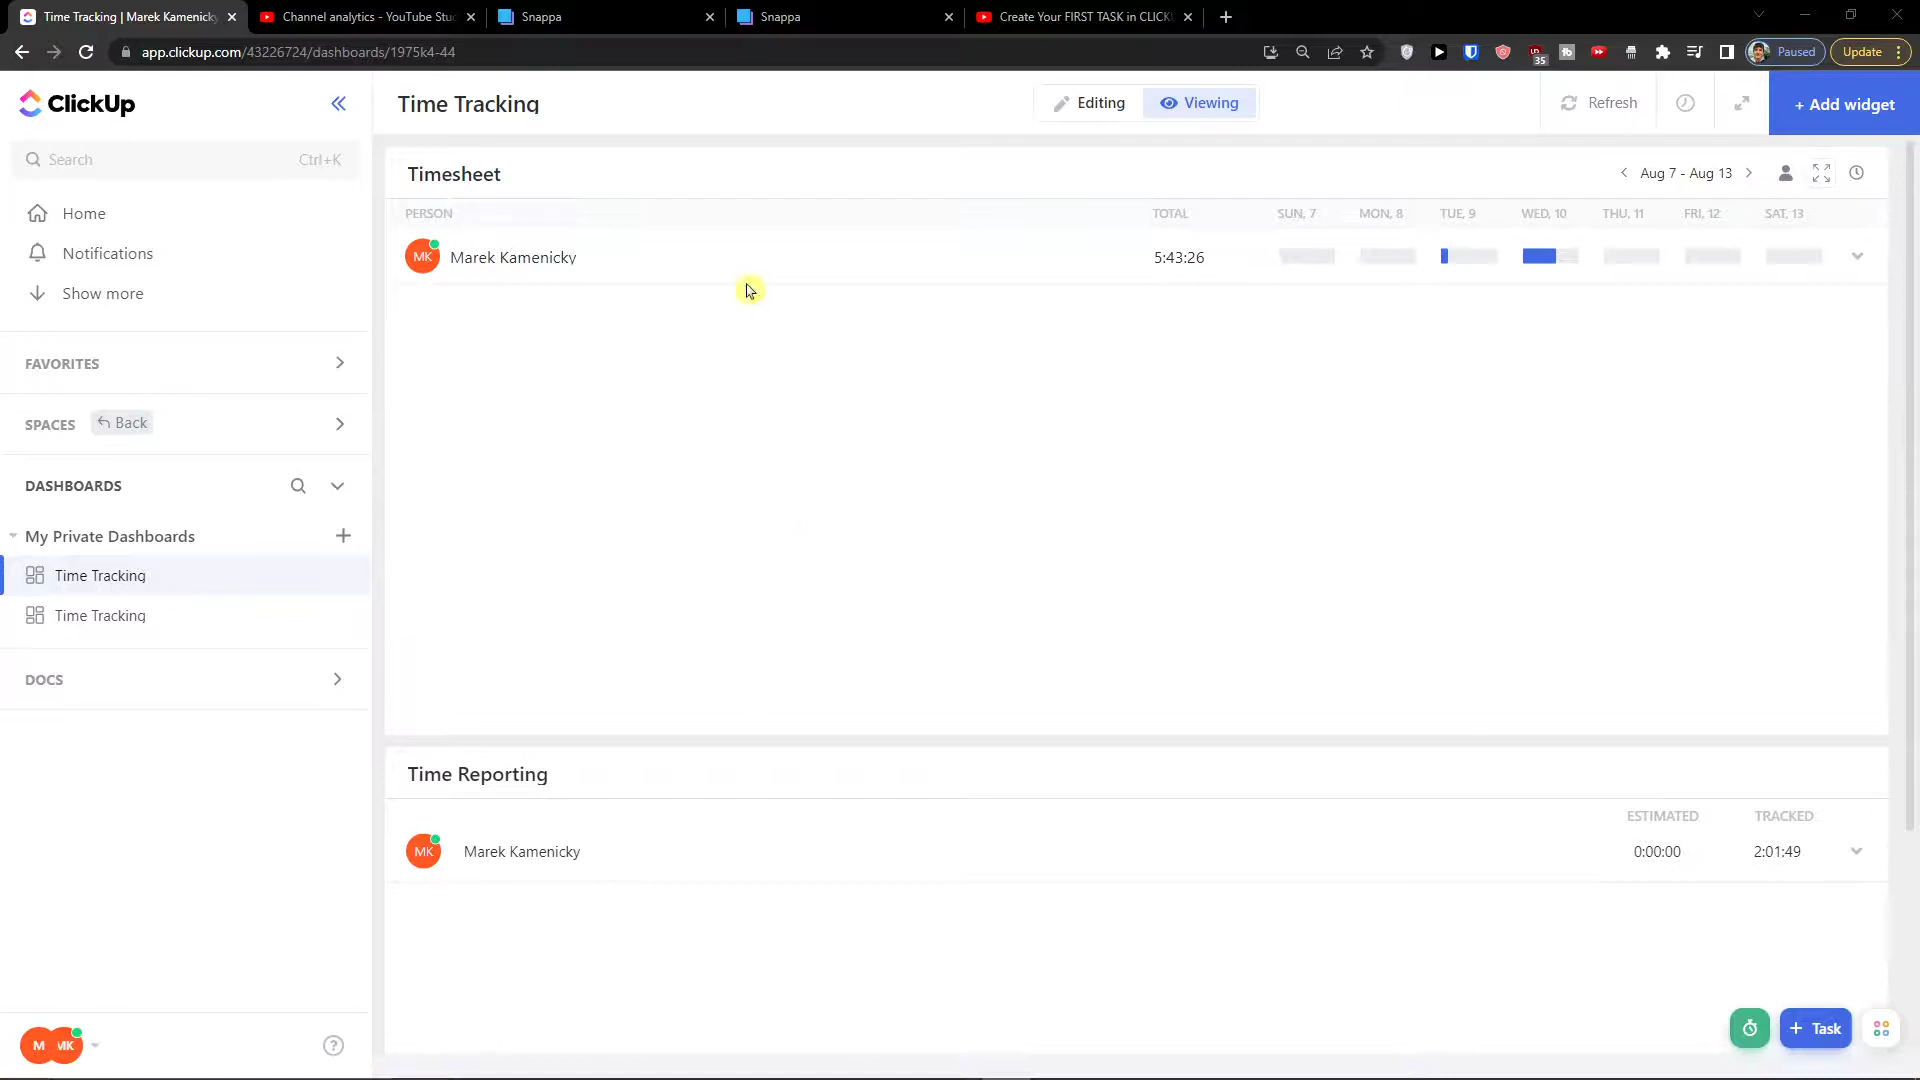 Time Tracking | Marek Kamenicky
Channel analytics - YouTube Stu
Snappa
Snappa
Create Your FIRST TASK in CLICKU
app.clickup.com/43226724/dashboards/1975k4-44
35
Paused
Update
ClickUp
Search
Ctrl+K
Home
Notifications
Show more
FAVORITES
SPACES
Back
DASHBOARDS
My Private Dashboards
Time Tracking
Time Tracking
DOCS
M
MK
?
Time Tracking
Editing
Viewing
Refresh
+ Add widget
Timesheet
Aug 7 - Aug 13
PERSON
TOTAL
SUN, 7
MON, 8
TUE, 9
WED, 10
THU, 11
FRI, 12
SAT, 13
MK
Marek Kamenicky
5:43:26
Time Reporting
ESTIMATED
TRACKED
MK
Marek Kamenicky
0:00:00
2:01:49
+ Task